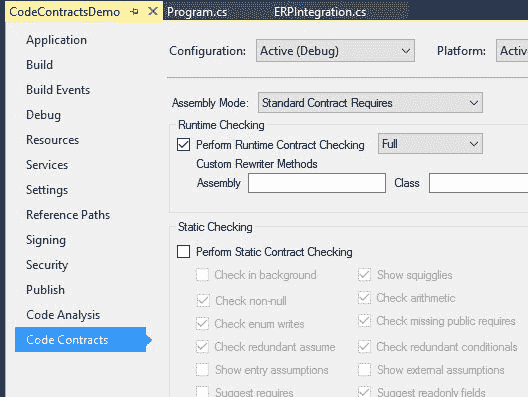 CodeContractsDemo Program.cs ERPIntegration.cs
Application
Build
Build Events
Debug
Resources
Services
Settings
Reference Paths
Signing
Security
Publish
Code Analysis
Code Contracts
Configuration: Active (Debug) Platform: Activ
Assembly Mode: Standard Contract Requires
Runtime Checking
Perform Runtime Contract Checking Full
Custom Rewriter Methods
Assembly Class
Static Checking
Perform Static Contract Checking
Check in background Show squigglies
Check non-null Check arithmetic
Check enum writes Check missing public requires
Check redundant assume Check redundant conditionals
Show entry assumptions Show external assumptions
Suggest requires Suggest readonly fields